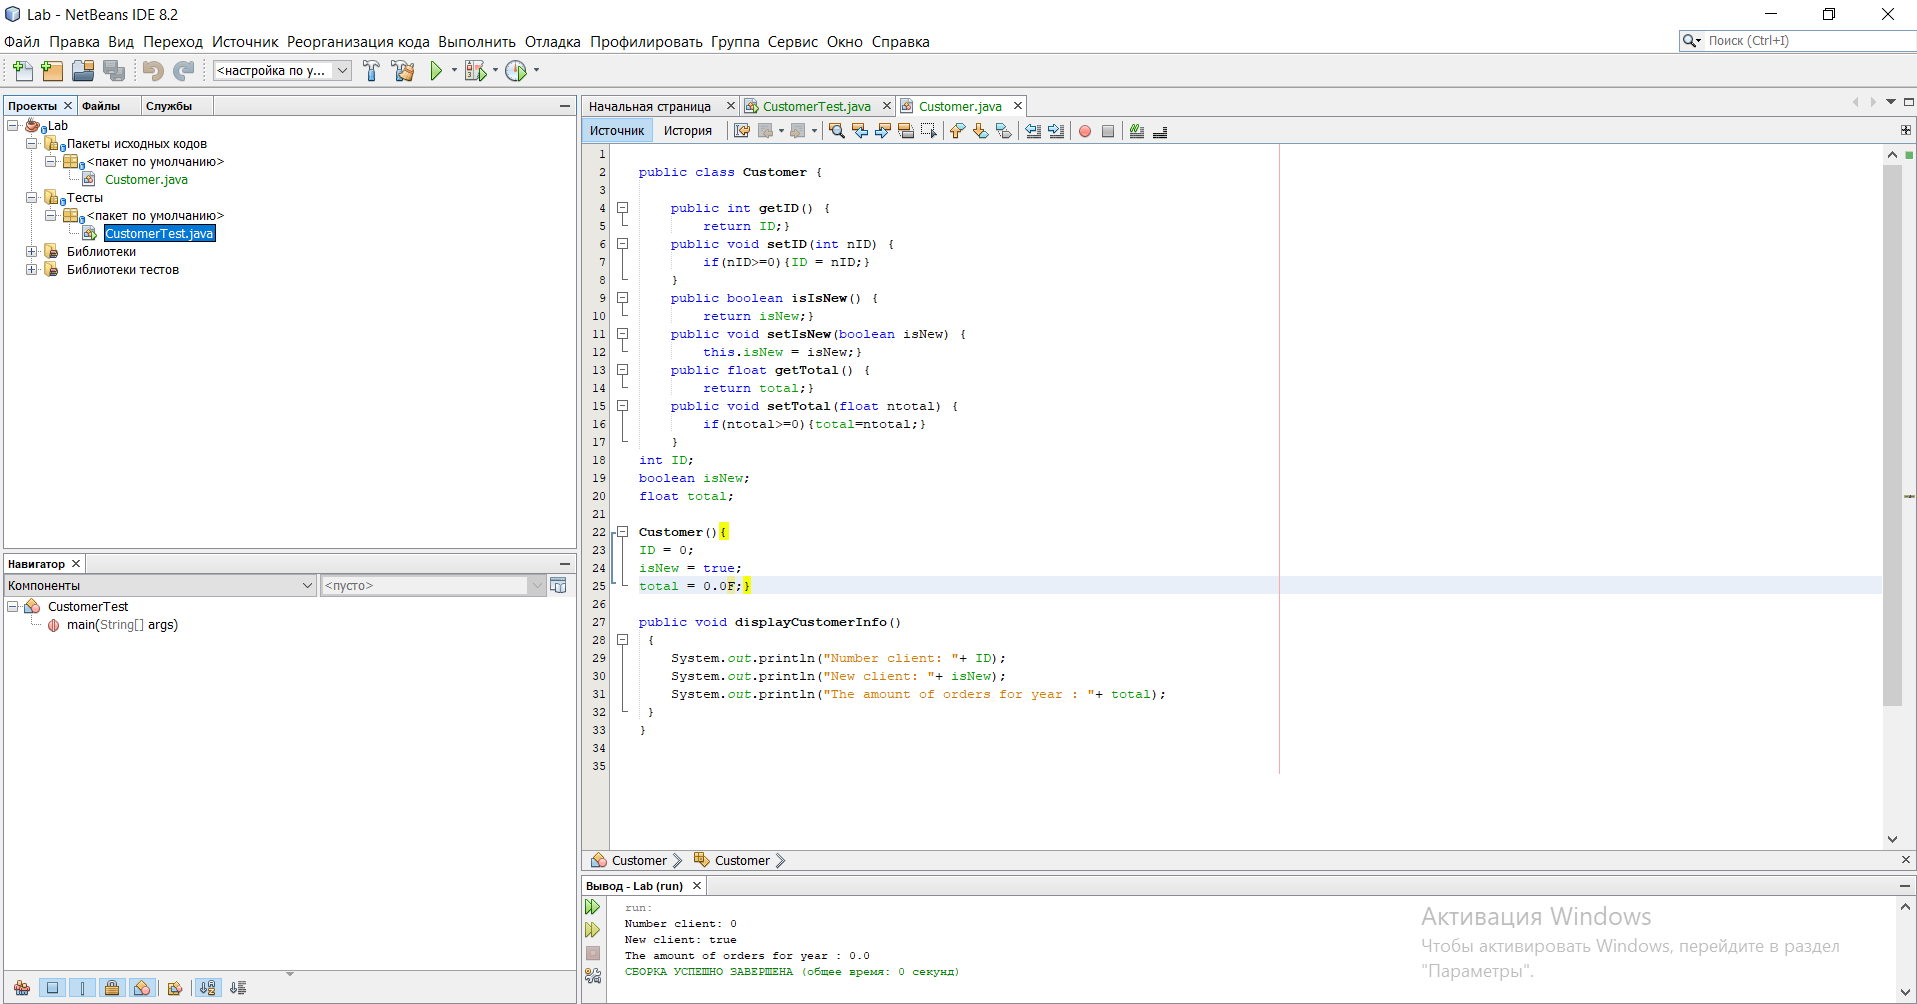 Lab - NetBeans IDE 8.2
Файл Правка Вид Переход Источник Реорганизация кода Выполнить Отладка Профилировать Группа Сервис Окно Справка
Поиск (Ctrl+I)
<настройка по у...
Проекты Файлы Службы
Lab
Пакеты исходных кодов
<пакет по умолчанию>
Customer.java
Тесты
<пакет по умолчанию>
CustomerTest.java
Библиотеки
Библиотеки тестов
Навигатор
Компоненты <пусто>
CustomerTest
main(String[] args)
Начальная страница CustomerTest.java Customer.java
Источник История
1
2 public class Customer {
3
4 public int getID() {
5 return ID;}
6 public void setID(int nID) {
7 if(nID>=0){ID = nID;}
8 }
9 public boolean isIsNew() {
10 return isNew;}
11 public void setIsNew(boolean isNew) {
12 this.isNew = isNew;}
13 public float getTotal() {
14 return total;}
15 public void setTotal(float ntotal) {
16 if(ntotal>=0){total=ntotal;}
17 }
18 int ID;
19 boolean isNew;
20 float total;
21
22 Customer(){
23 ID = 0;
24 isNew = true;
25 total = 0.0F;}
26
27 public void displayCustomerInfo()
28 {
29 System.out.println("Number client: "+ ID);
30 System.out.println("New client: "+ isNew);
31 System.out.println("The amount of orders for year : "+ total);
32 }
33 }
34
35
Customer Customer
Вывод - Lab (run)
run:
Number client: 0
New client: true
The amount of orders for year : 0.0
СБОРКА УСПЕШНО ЗАВЕРШЕНА (общее время: 0 секунд)
Активация Windows
Чтобы активировать Windows, перейдите в раздел
"Параметры".